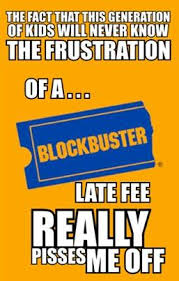 THE FACT THAT THIS GENERATION
OF KIDS WILL NEVER KNOW
THE FRUSTRATION
OF A . . .
BLOCKBUSTER
®
LATE FEE
REALLY
PISSES ME OFF